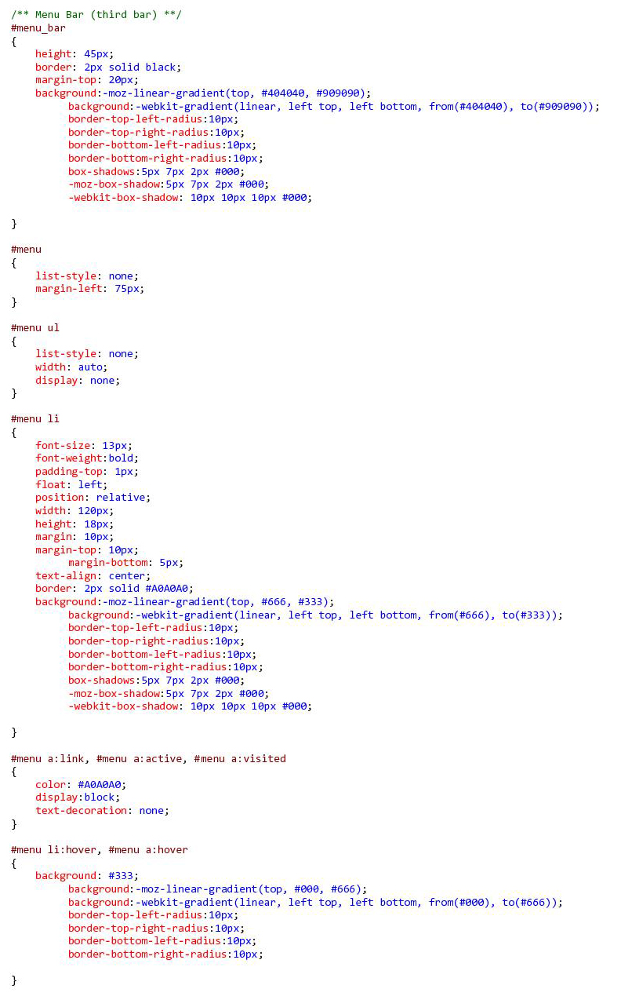 /** Menu Bar (third bar) **/
#menu_bar
{
    height: 45px;
    border: 2px solid black;
    margin-top: 20px;
    background:-moz-linear-gradient(top, #404040, #909090);
        background:-webkit-gradient(linear, left top, left bottom, from(#404040), to(#909090));
        border-top-left-radius:10px;
        border-top-right-radius:10px;
        border-bottom-left-radius:10px;
        border-bottom-right-radius:10px;
        box-shadows:5px 7px 2px #000;
        -moz-box-shadow:5px 7px 2px #000;
        -webkit-box-shadow: 10px 10px 10px #000;

}

#menu
{
    list-style: none;
    margin-left: 75px;
}

#menu ul
{
    list-style: none;
    width: auto;
    display: none;
}

#menu li
{
    font-size: 13px;
    font-weight:bold;
    padding-top: 1px;
    float: left;
    position: relative;
    width: 120px;
    height: 18px;
    margin: 10px;
    margin-top: 10px;
        margin-bottom: 5px;
    text-align: center;
    border: 2px solid #A0A0A0;
    background:-moz-linear-gradient(top, #666, #333);
        background:-webkit-gradient(linear, left top, left bottom, from(#666), to(#333));
        border-top-left-radius:10px;
        border-top-right-radius:10px;
        border-bottom-left-radius:10px;
        border-bottom-right-radius:10px;
        box-shadows:5px 7px 2px #000;
        -moz-box-shadow:5px 7px 2px #000;
        -webkit-box-shadow: 10px 10px 10px #000;

}

#menu a:link, #menu a:active, #menu a:visited
{
    color: #A0A0A0;
    display:block;
    text-decoration: none;
}

#menu li:hover, #menu a:hover
{
    background: #333;
        background:-moz-linear-gradient(top, #000, #666);
        background:-webkit-gradient(linear, left top, left bottom, from(#000), to(#666));
        border-top-left-radius:10px;
        border-top-right-radius:10px;
        border-bottom-left-radius:10px;
        border-bottom-right-radius:10px;

}